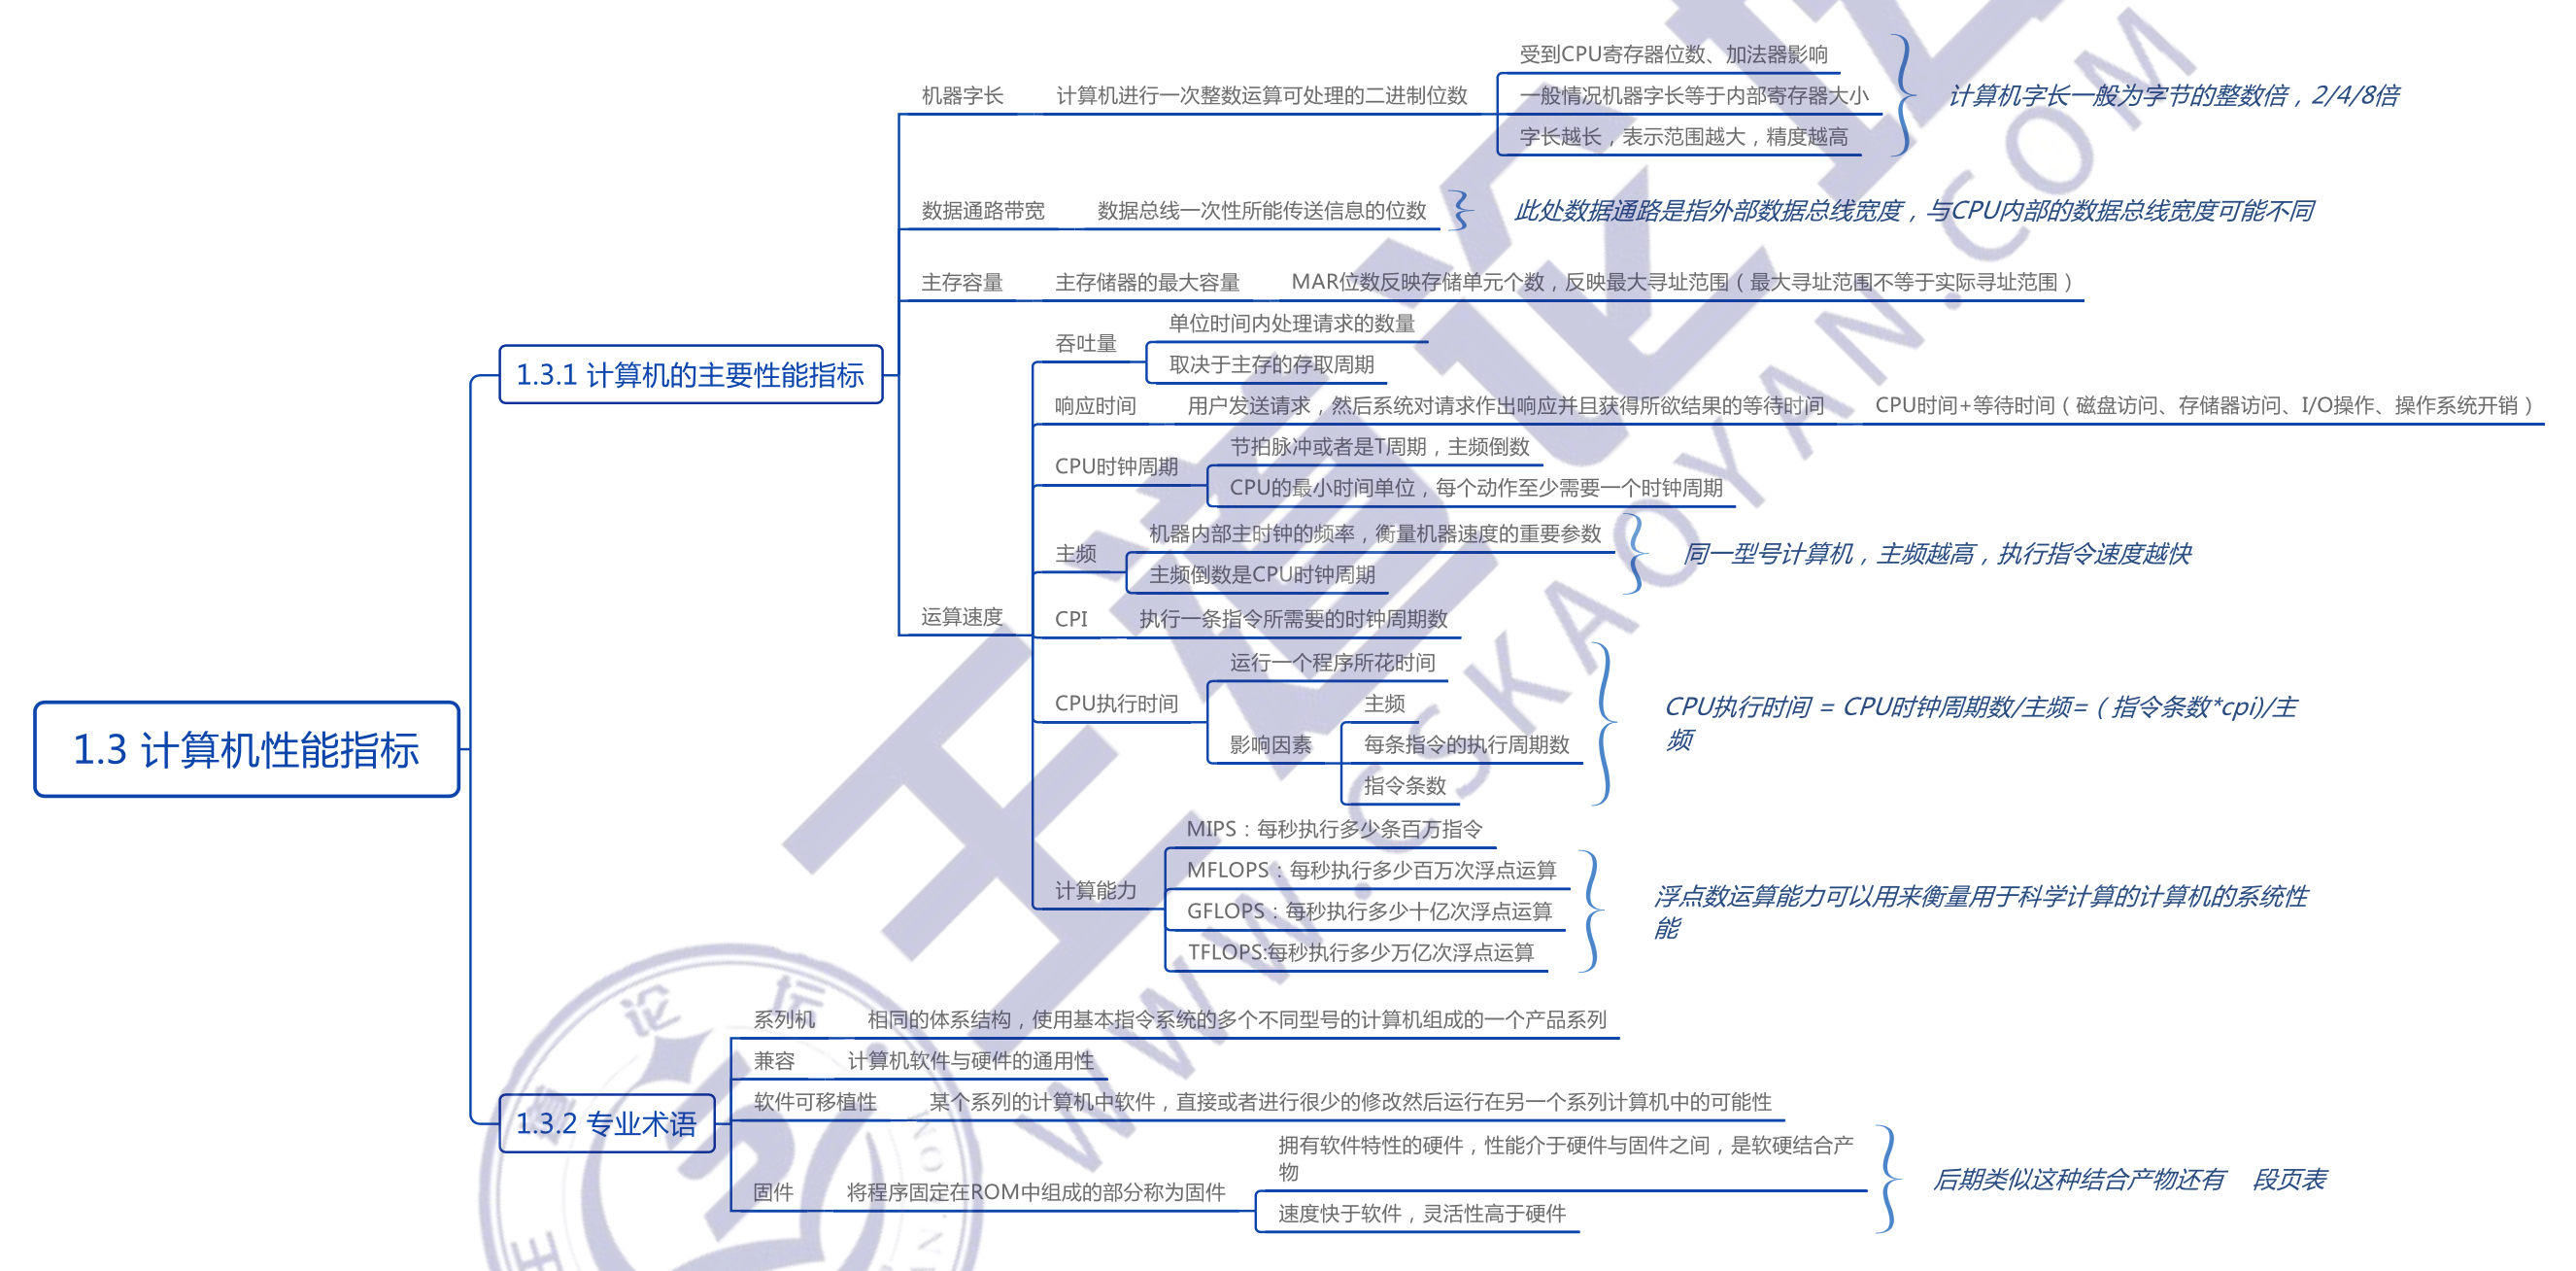 受到CPU寄存器位数、加法器影响
机器字长
计算机进行一次整数运算可处理的二进制位数
一般情况机器字长等于内部寄存器大小
计算机字长一般为字节的整数倍，2/4/8倍
字长越长，表示范围越大，精度越高
数据通路带宽
数据总线一次性所能传送信息的位数
此处数据通路是指外部数据总线宽度，与CPU内部的数据总线宽度可能不同
主存容量
主存储器的最大容量
MAR位数反映存储单元个数，反映最大寻址范围（最大寻址范围不等于实际寻址范围）
1.3.1 计算机的主要性能指标
吞吐量
单位时间内处理请求的数量
取决于主存的存取周期
响应时间
用户发送请求，然后系统对请求作出响应并且获得所欲结果的等待时间
CPU时间+等待时间（磁盘访问、存储器访问、I/O操作、操作系统开销）
CPU时钟周期
节拍脉冲或者是T周期，主频倒数
CPU的最小时间单位，每个动作至少需要一个时钟周期
主频
机器内部主时钟的频率，衡量机器速度的重要参数
主频倒数是CPU时钟周期
同一型号计算机，主频越高，执行指令速度越快
运算速度
CPI
执行一条指令所需要的时钟周期数
CPU执行时间
运行一个程序所花时间
影响因素
主频
每条指令的执行周期数
指令条数
CPU执行时间 = CPU时钟周期数/主频=（指令条数*cpi)/主
频
1.3 计算机性能指标
计算能力
MIPS：每秒执行多少条百万指令
MFLOPS：每秒执行多少百万次浮点运算
GFLOPS：每秒执行多少十亿次浮点运算
TFLOPS:每秒执行多少万亿次浮点运算
浮点数运算能力可以用来衡量用于科学计算的计算机的系统性
能
1.3.2 专业术语
系列机
相同的体系结构，使用基本指令系统的多个不同型号的计算机组成的一个产品系列
兼容
计算机软件与硬件的通用性
软件可移植性
某个系列的计算机中软件，直接或者进行很少的修改然后运行在另一个系列计算机中的可能性
固件
将程序固定在ROM中组成的部分称为固件
拥有软件特性的硬件，性能介于硬件与固件之间，是软硬结合产
物
速度快于软件，灵活性高于硬件
后期类似这种结合产物还有 段页表
王道论坛
WWW.CSKAOYAN.COM
王道论坛